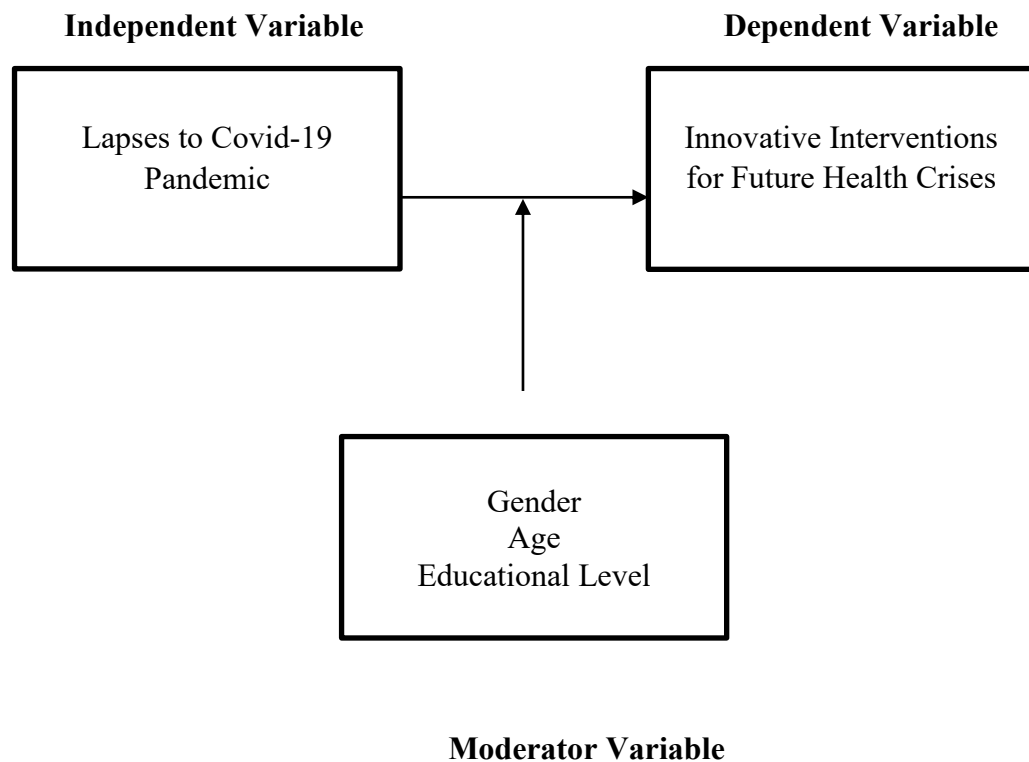 Independent Variable
Dependent Variable
Lapses to Covid-19
Pandemic
Innovative Interventions
for Future Health Crises
Gender
Age
Educational Level
Moderator Variable